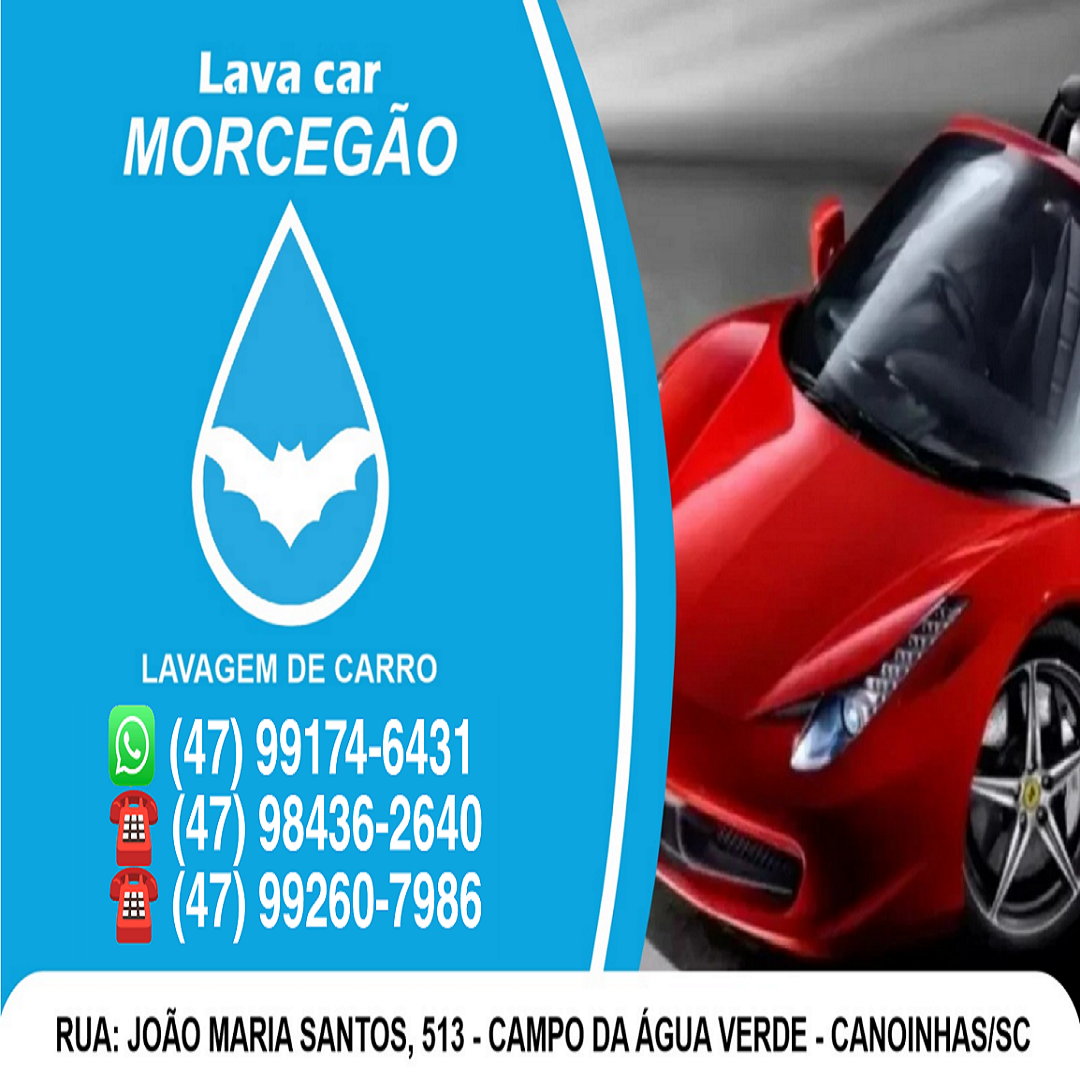 Lava car
MORCEGÃO
LAVAGEM DE CARRO
(47) 99174-6431
(47) 98436-2640
(47) 99260-7986
RUA: JOÃO MARIA SANTOS, 513 - CAMPO DA ÁGUA VERDE - CANOINHAS/SC